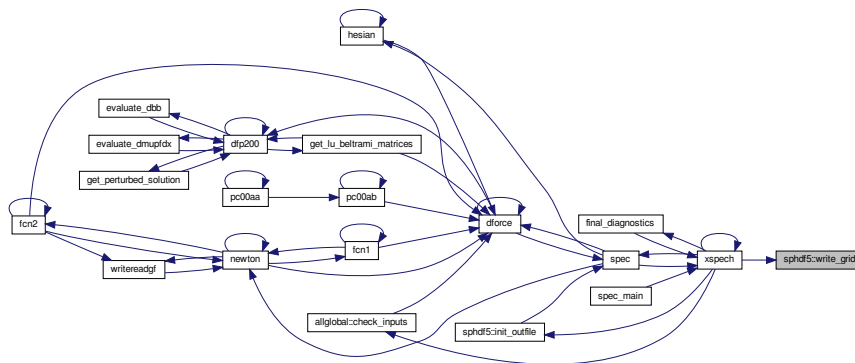 hesian
evaluate_dbb
evaluate_dmupfdx
dfp200
get_lu_beltrami_matrices
get_perturbed_solution
pc00aa
pc00ab
fcn2
dforce
final_diagnostics
fcn1
newton
writereadgf
spec
xspech
sphdf5::write_grid
spec_main
allglobal::check_inputs
sphdf5::init_outfile